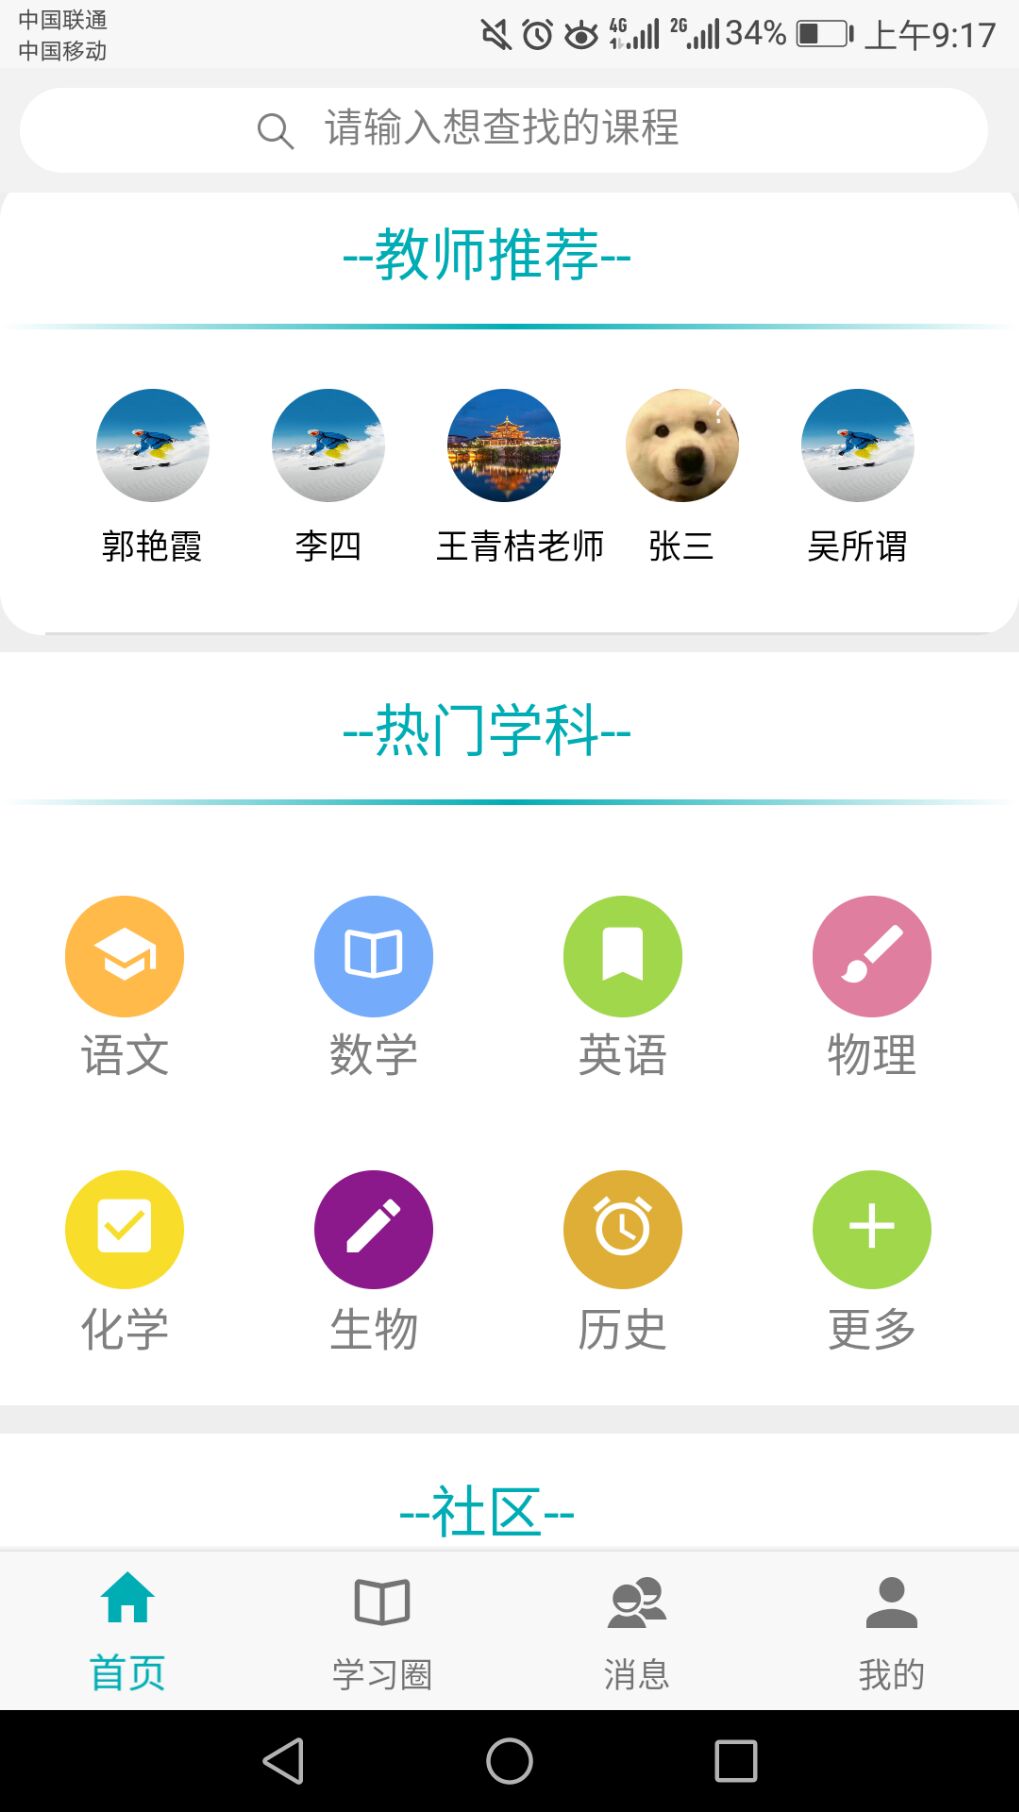 中国联通
中国移动
4G 2G 34% 上午9:17
请输入想查找的课程
--教师推荐--
郭艳霞 李四 王青桔老师 张三 吴所谓
--热门学科--
语文 数学 英语 物理
化学 生物 历史 更多
--社区--
首页 学习圈 消息 我的